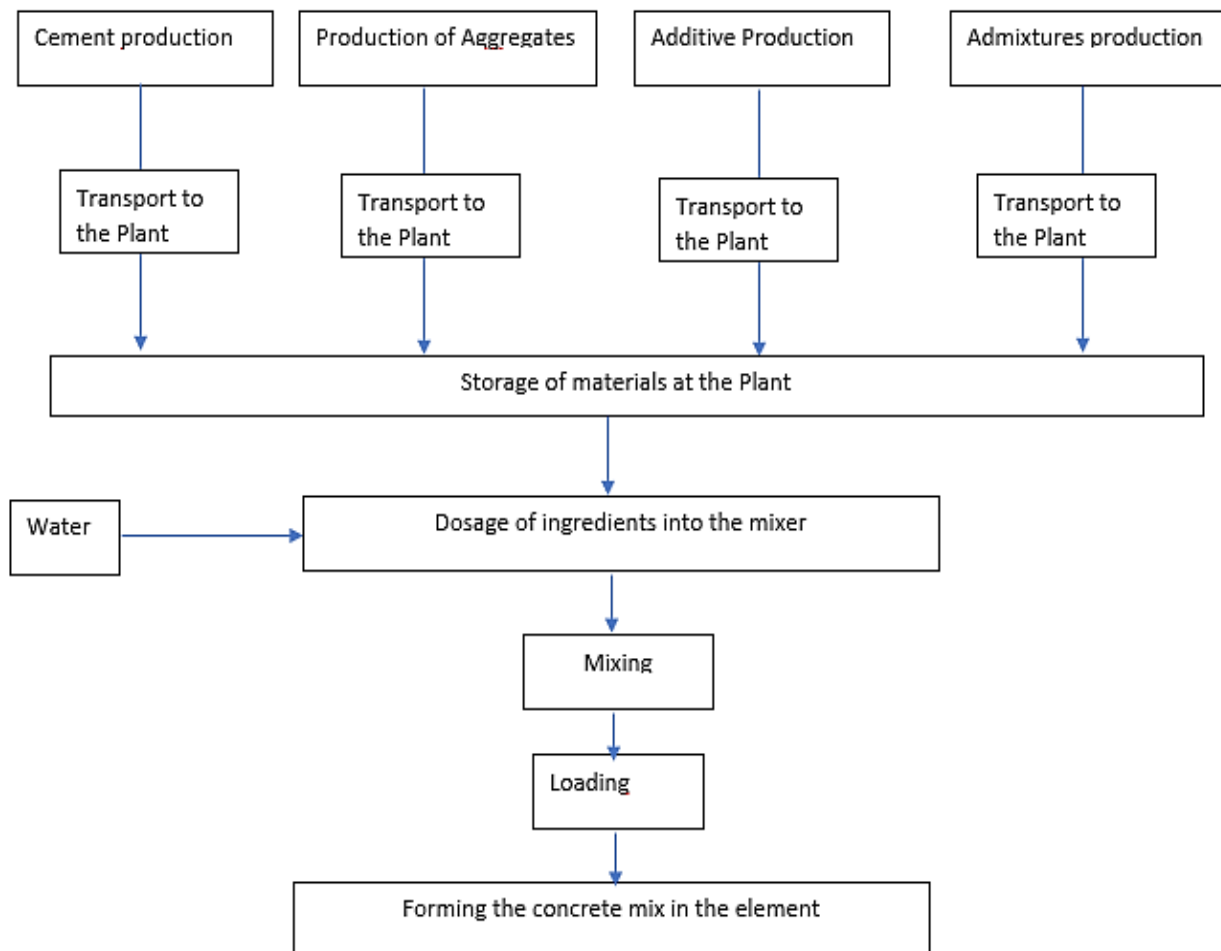 Cement production
Production of Aggregates
Additive Production
Admixtures production
Transport to
the Plant
Transport to
the Plant
Transport to
the Plant
Transport to
the Plant
Storage of materials at the Plant
Water
Dosage of ingredients into the mixer
Mixing
Loading
Forming the concrete mix in the element